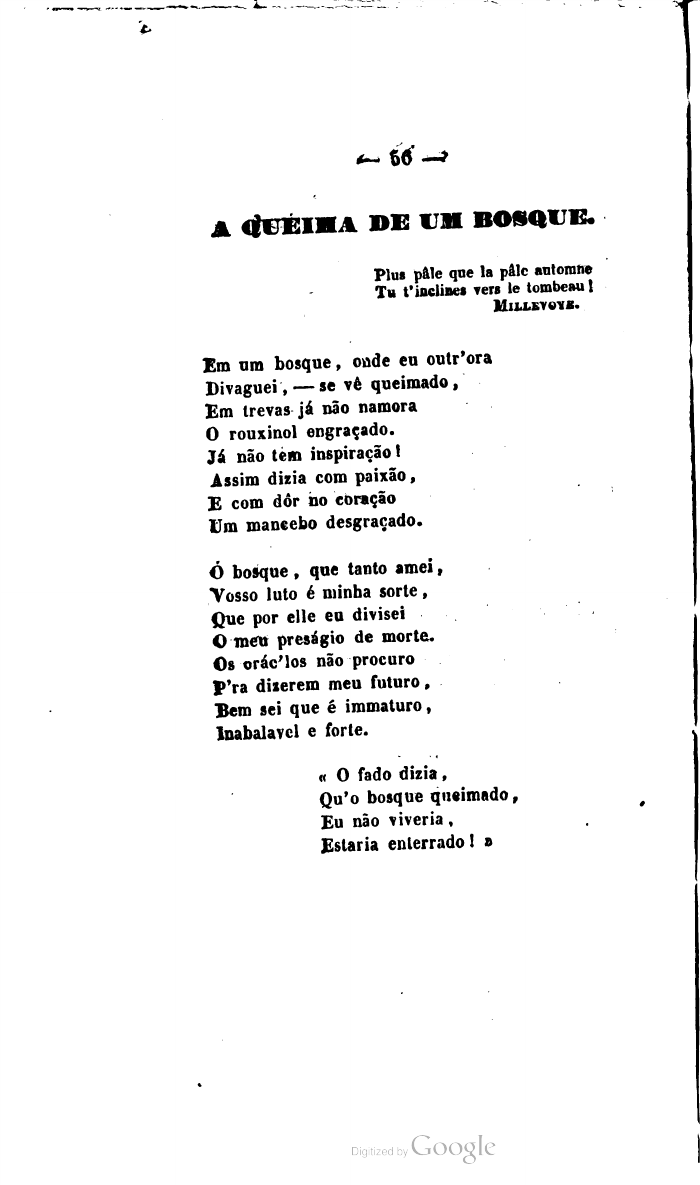 — 56 —
A QUEIMA DE UM BOSQUE.
Plus pâle que la pâle automne
Tu t'inclines vers le tombeau!
MILLEVOYE.
Em um bosque, onde eu outr'ora
Divaguei, — se vê queimado,
Em trevas já não namora
O rouxinol engraçado.
Já não tem inspiração!
Assim dizia com paixão,
E com dôr no coração
Um mancebo desgraçado.
Ó bosque, que tanto amei,
Vosso luto é minha sorte,
Que por elle eu divisei
O meu preságio de morte.
Os orác'los não procuro
P'ra dizerem meu futuro,
Bem sei que é immaturo,
Inabalavel e forte.
« O fado dizia,
Qu'o bosque queimado,
Eu não viveria,
Estaria enterrado! »
Digitized by Google